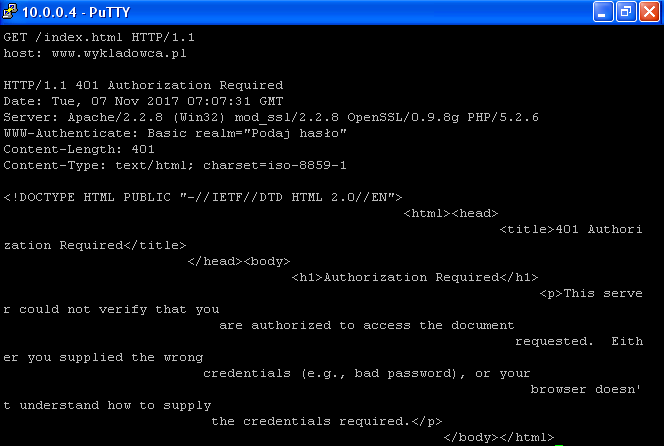 10.0.0.4 - PuTTY
GET /index.html HTTP/1.1
host: www.wykladowca.pl
HTTP/1.1 401 Authorization Required
Date: Tue, 07 Nov 2017 07:07:31 GMT
Server: Apache/2.2.8 (Win32) mod_ssl/2.2.8 OpenSSL/0.9.8g PHP/5.2.6
WWW-Authenticate: Basic realm="Podaj hasło"
Content-Length: 401
Content-Type: text/html; charset=iso-8859-1
<!DOCTYPE HTML PUBLIC "-//IETF//DTD HTML 2.0//EN">
<html><head>
<title>401 Authori
zation Required</title>
</head><body>
<h1>Authorization Required</h1>
<p>This serve
r could not verify that you
are authorized to access the document
requested.  Eith
er you supplied the wrong
credentials (e.g., bad password), or your
browser doesn'
t understand how to supply
the credentials required.</p>
</body></html>